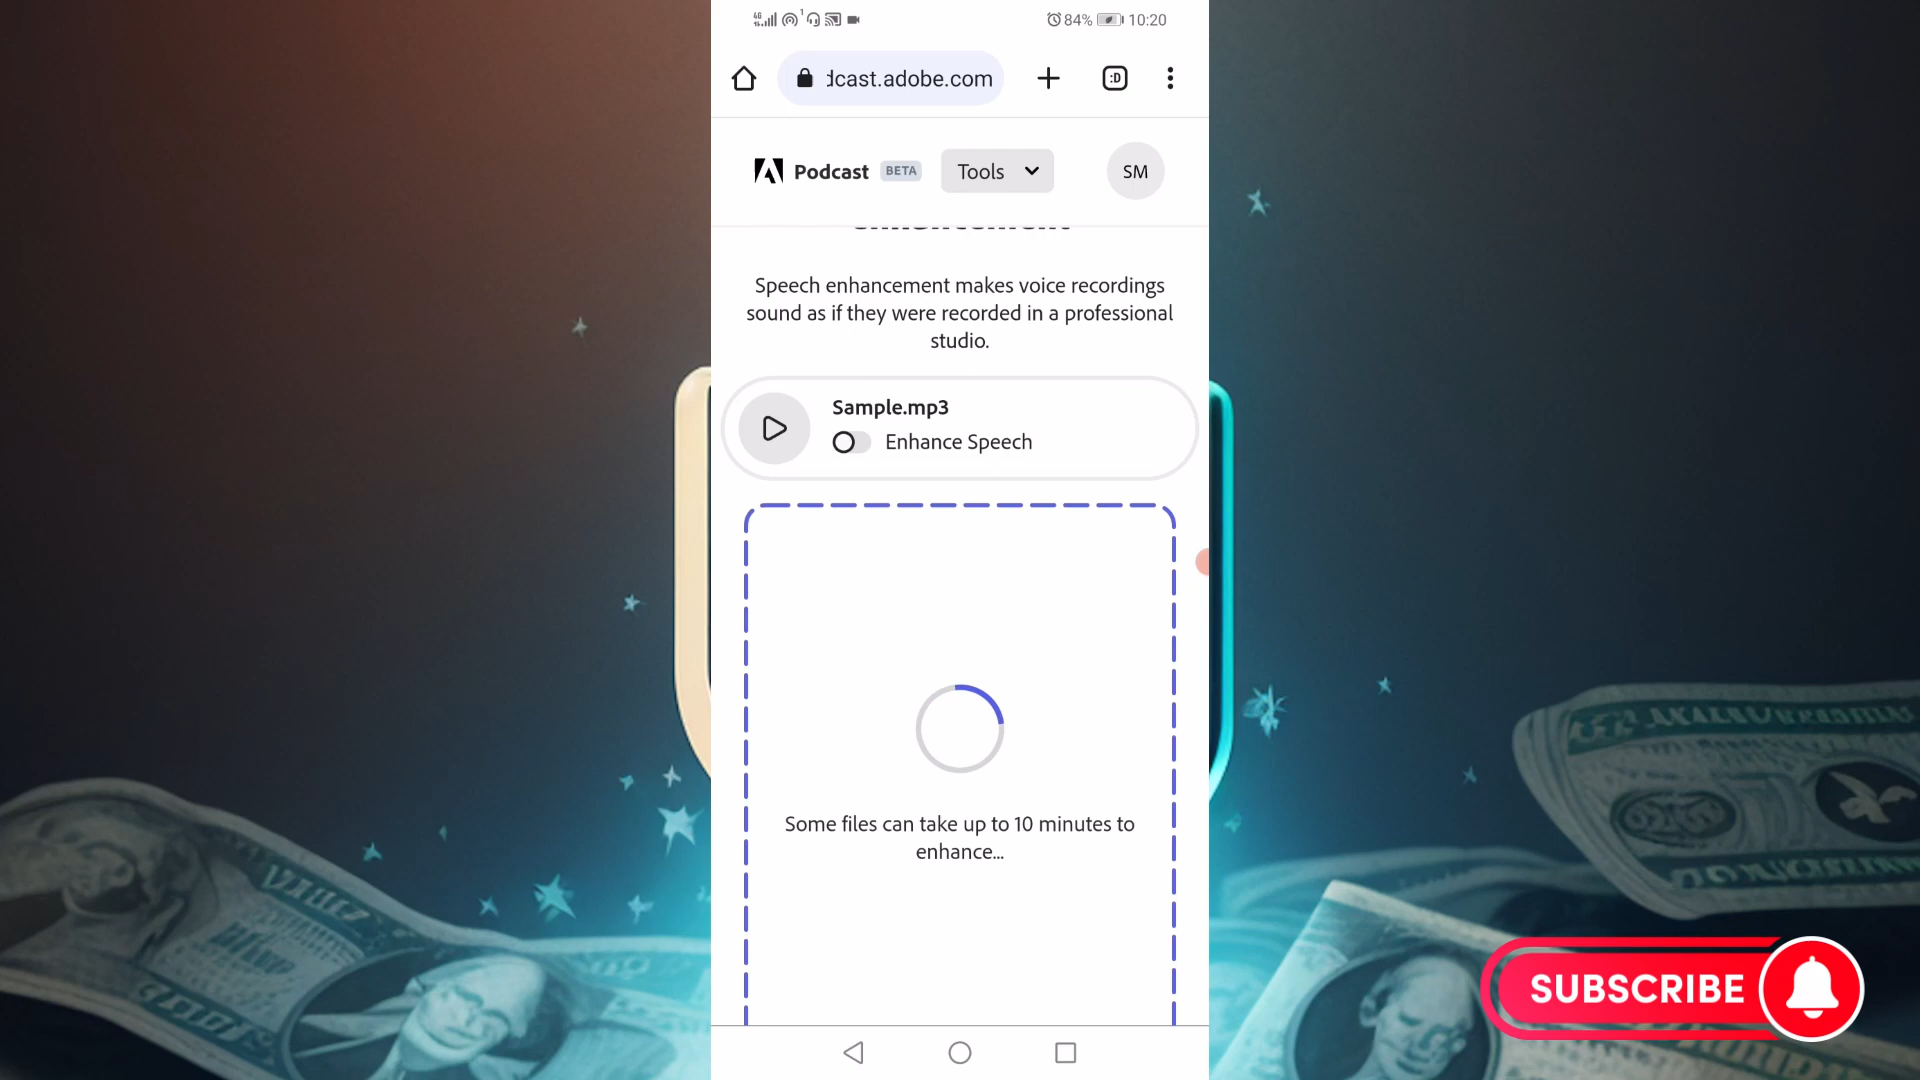 84% 10:20
dcast.adobe.com
:D
Podcast BETA Tools SM
Speech enhancement makes voice recordings
sound as if they were recorded in a professional
studio.
Sample.mp3
Enhance Speech
Some files can take up to 10 minutes to
enhance...
SUBSCRIBE